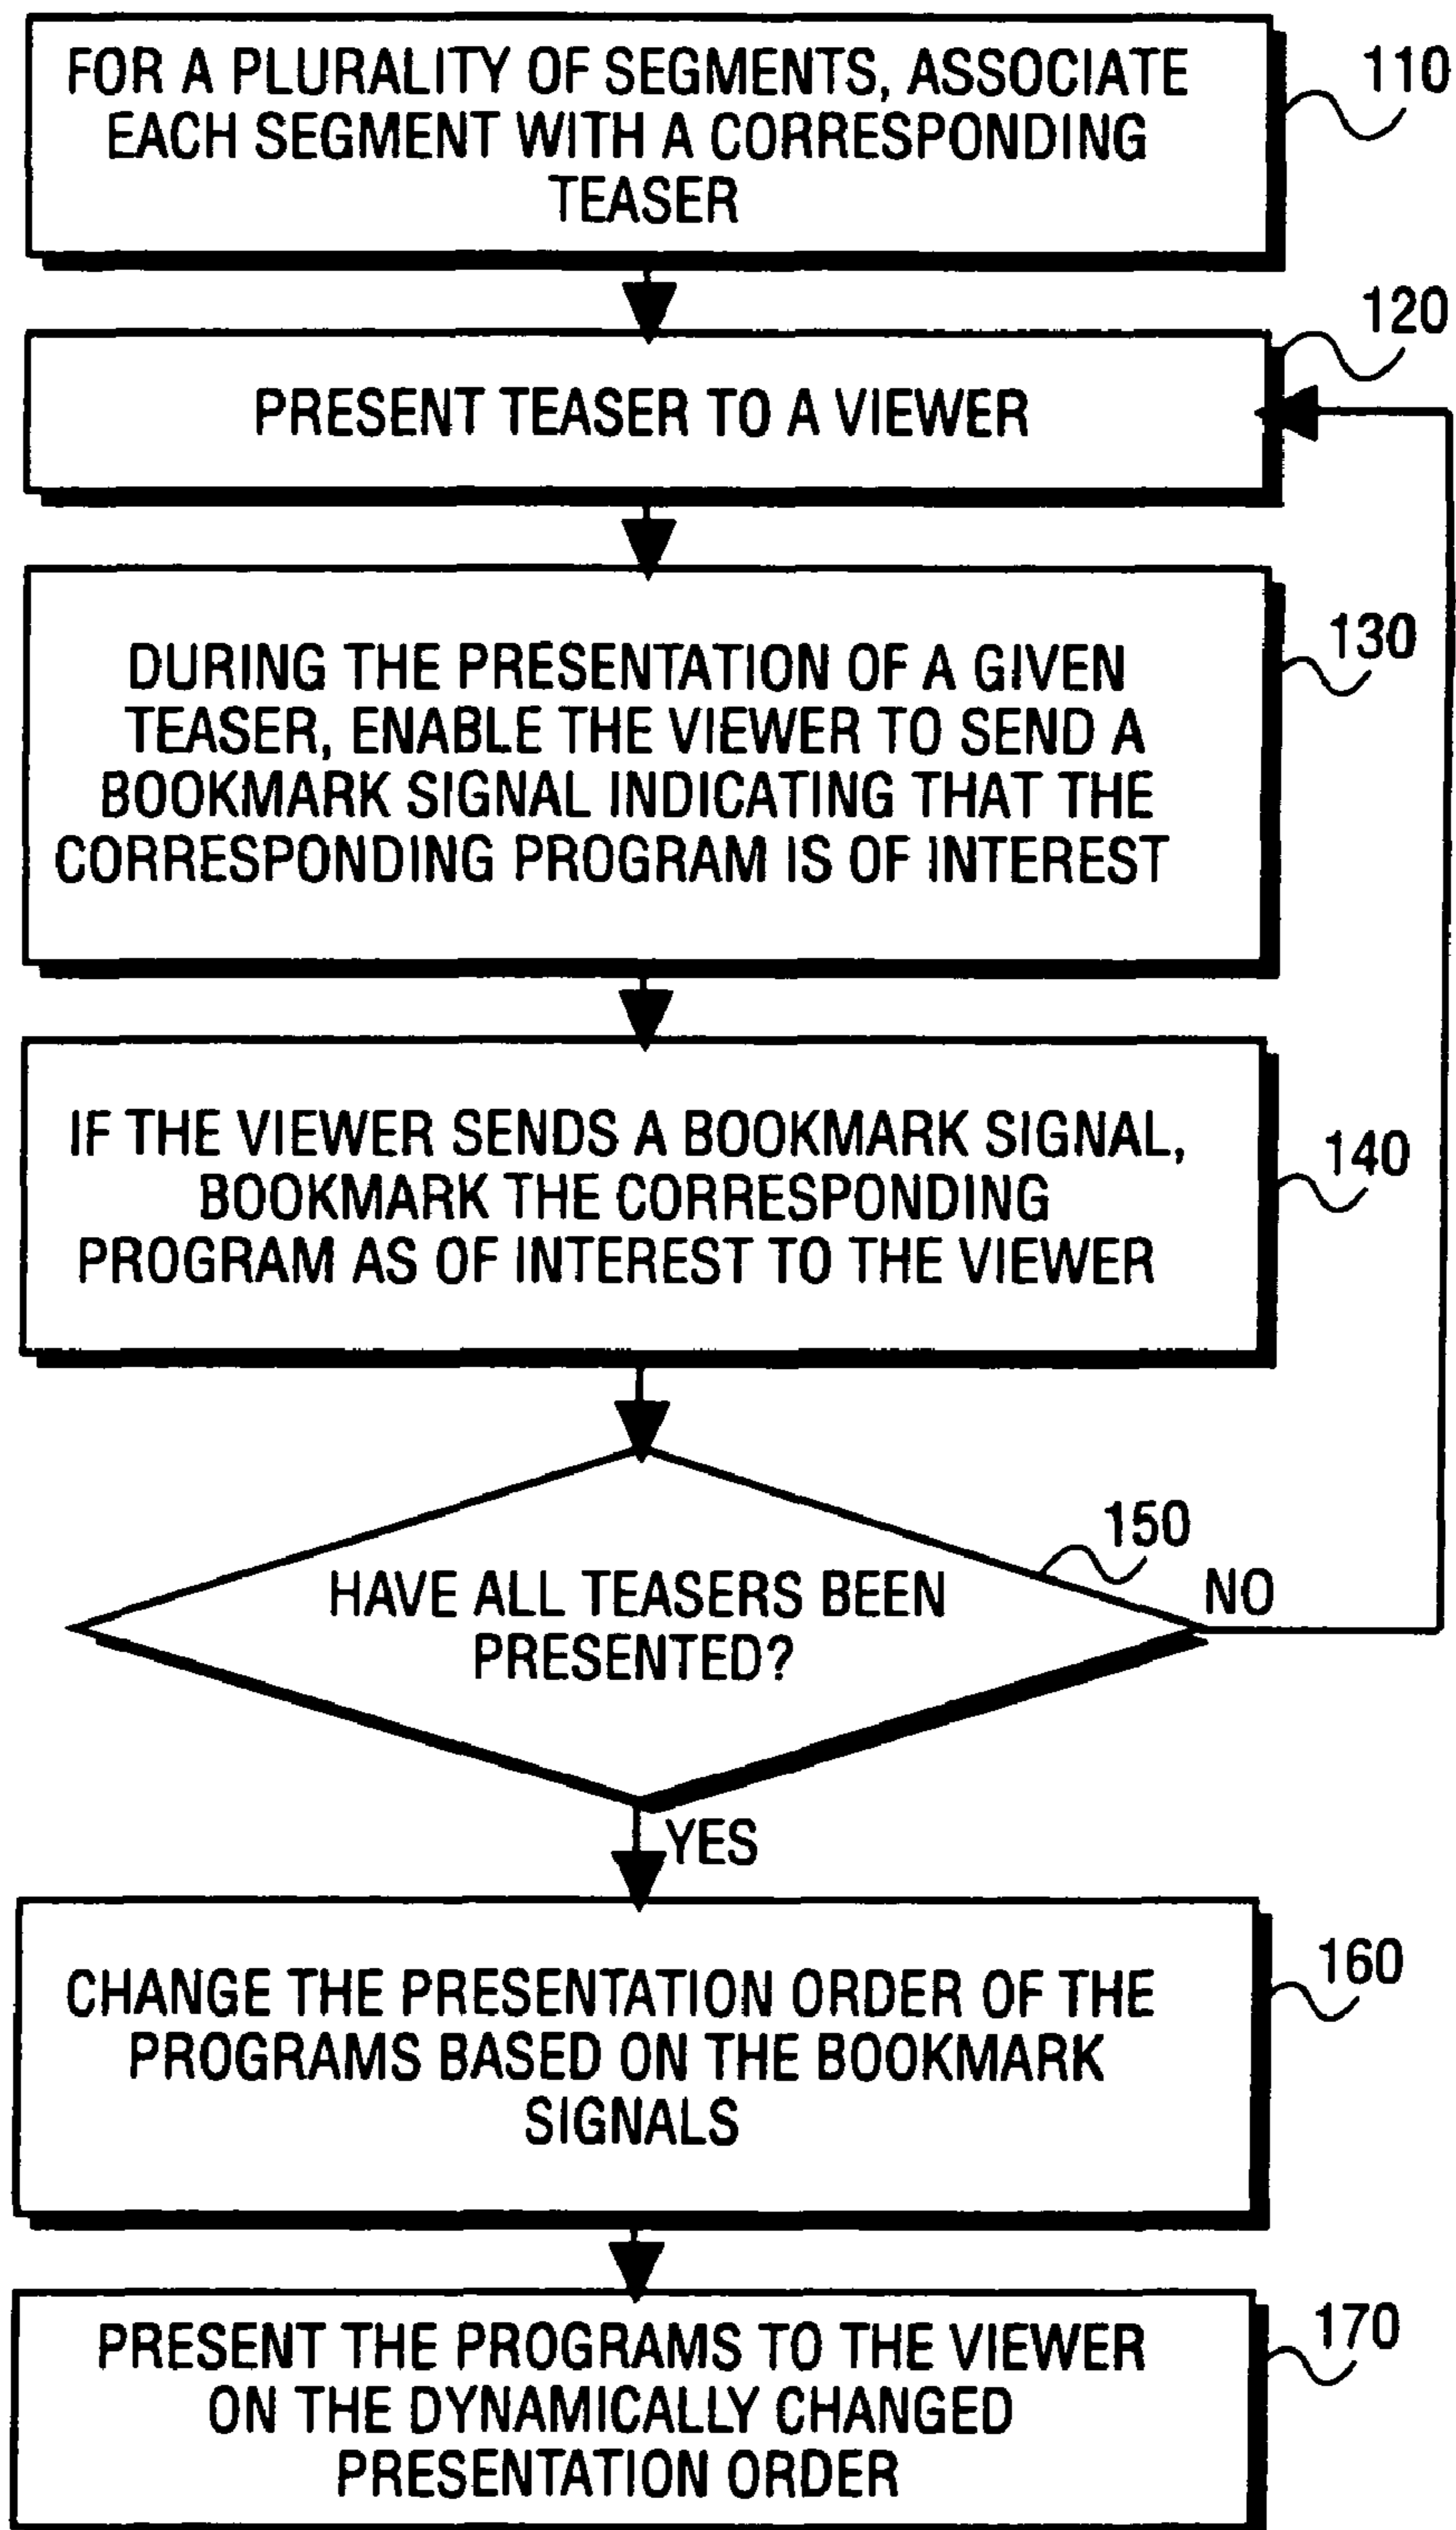 FOR A PLURALITY OF SEGMENTS, ASSOCIATE
EACH SEGMENT WITH A CORRESPONDING
TEASER
110
120
PRESENT TEASER TO A VIEWER
130
DURING THE PRESENTATION OF A GIVEN
TEASER, ENABLE THE VIEWER TO SEND A
BOOKMARK SIGNAL INDICATING THAT THE
CORRESPONDING PROGRAM IS OF INTEREST
IF THE VIEWER SENDS A BOOKMARK SIGNAL,
BOOKMARK THE CORRESPONDING
PROGRAM AS OF INTEREST TO THE VIEWER
140
150
HAVE ALL TEASERS BEEN
PRESENTED?
NO
YES
160
CHANGE THE PRESENTATION ORDER OF THE
PROGRAMS BASED ON THE BOOKMARK
SIGNALS
170
PRESENT THE PROGRAMS TO THE VIEWER
ON THE DYNAMICALLY CHANGED
PRESENTATION ORDER